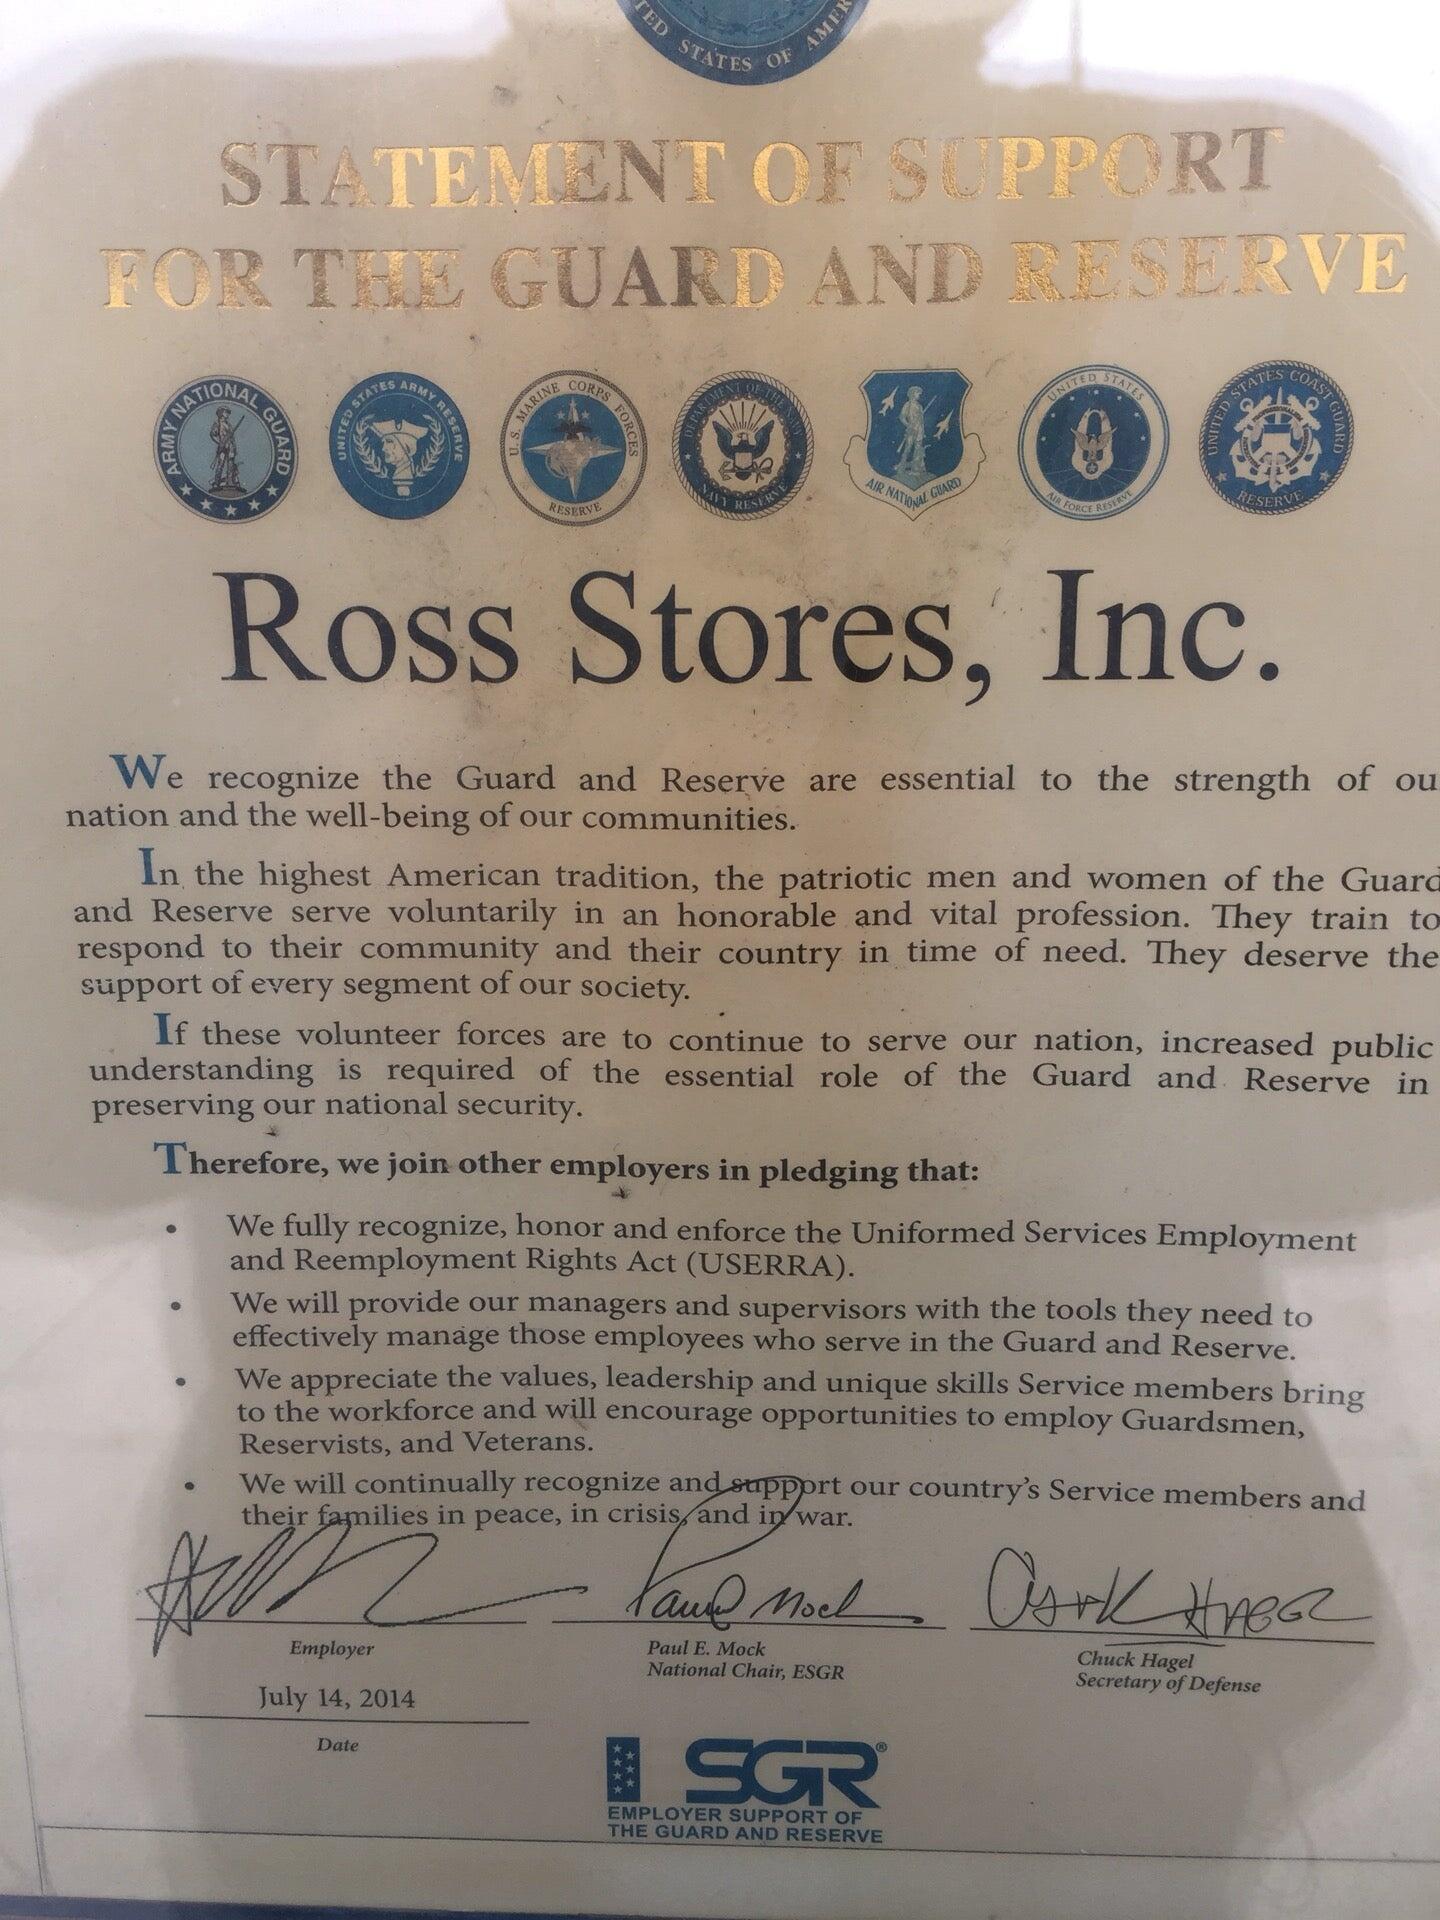 TED STATES OF AMER
STATEMENT OF SUPPORT
FOR THE GUARD AND RESERVE
ARMY NATIONAL GUARD
UNITED STATES ARMY RESERVE
U.S. MARINE CORPS FORCES
RESERVE
DEPARTMENT OF THE NAVY
NAVY RESERVE
AIR NATIONAL GUARD
UNITED STATES
AIR FORCE RESERVE
UNITED STATES COAST GUARD
RESERVE
Ross Stores, Inc.
We recognize the Guard and Reserve are essential to the strength of ou
nation and the well-being of our communities.
In the highest American tradition, the patriotic men and women of the Guard
and Reserve serve voluntarily in an honorable and vital profession. They train to
respond to their community and their country in time of need. They deserve the
support of every segment of our society.
If these volunteer forces are to continue to serve our nation, increased public
understanding is required of the essential role of the Guard and Reserve in
preserving our national security.
Therefore, we join other employers in pledging that:
• We fully recognize, honor and enforce the Uniformed Services Employment
and Reemployment Rights Act (USERRA).
• We will provide our managers and supervisors with the tools they need to
effectively manage those employees who serve in the Guard and Reserve.
• We appreciate the values, leadership and unique skills Service members bring
to the workforce and will encourage opportunities to employ Guardsmen,
Reservists, and Veterans.
• We will continually recognize and support our country's Service members and
their families in peace, in crisis, and in war.
Paul Mock
Chuck Hagel
Employer
Paul E. Mock
National Chair, ESGR
Chuck Hagel
Secretary of Defense
July 14, 2014
Date
SGR®
EMPLOYER SUPPORT OF
THE GUARD AND RESERVE